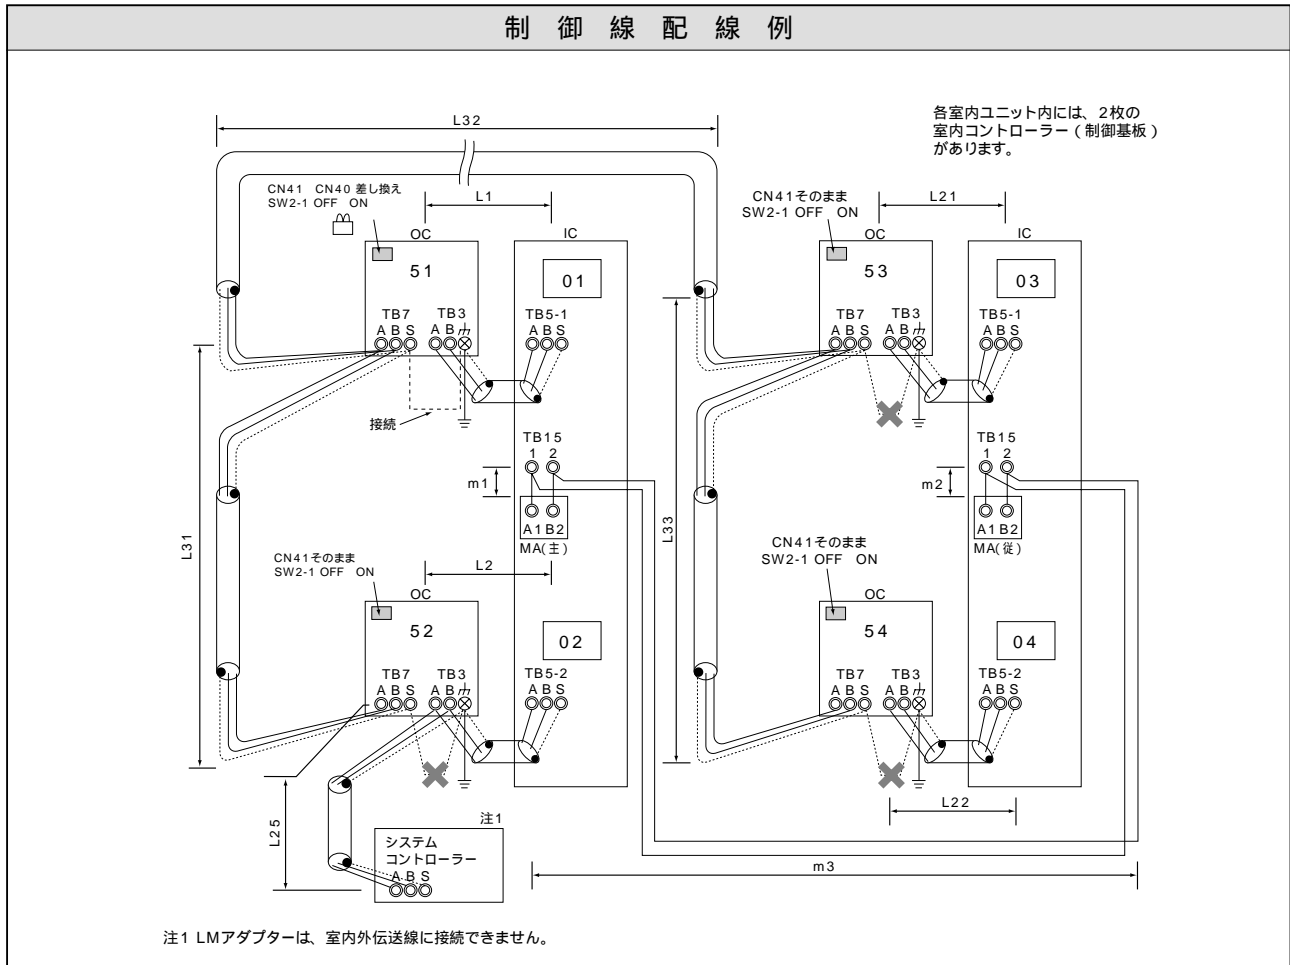 制御線配線例
各室内ユニット内には、2枚の
室内コントローラー(制御基板)
があります。
L32
CN41 CN40 差し換え
SW2-1 OFF ON
L1
CN41そのまま
SW2-1 OFF ON
L21
OC
IC
OC
IC
51
01
53
03
TB7 TB3 TB5-1
A B S A B A B S
TB7 TB3 TB5-1
A B S A B A B S
接続
TB15
1 2
m1
A1 B2
MA(主)
TB15
1 2
m2
A1 B2
MA(従)
L31
L33
CN41そのまま
SW2-1 OFF ON
L2
CN41そのまま
SW2-1 OFF ON
OC
OC
52
02
54
04
TB7 TB3 TB5-2
A B S A B A B S
TB7 TB3 TB5-2
A B S A B A B S
L25
L22
注1
システム
コントローラー
A B S
m3
注1 LMアダプターは、室内外伝送線に接続できません。